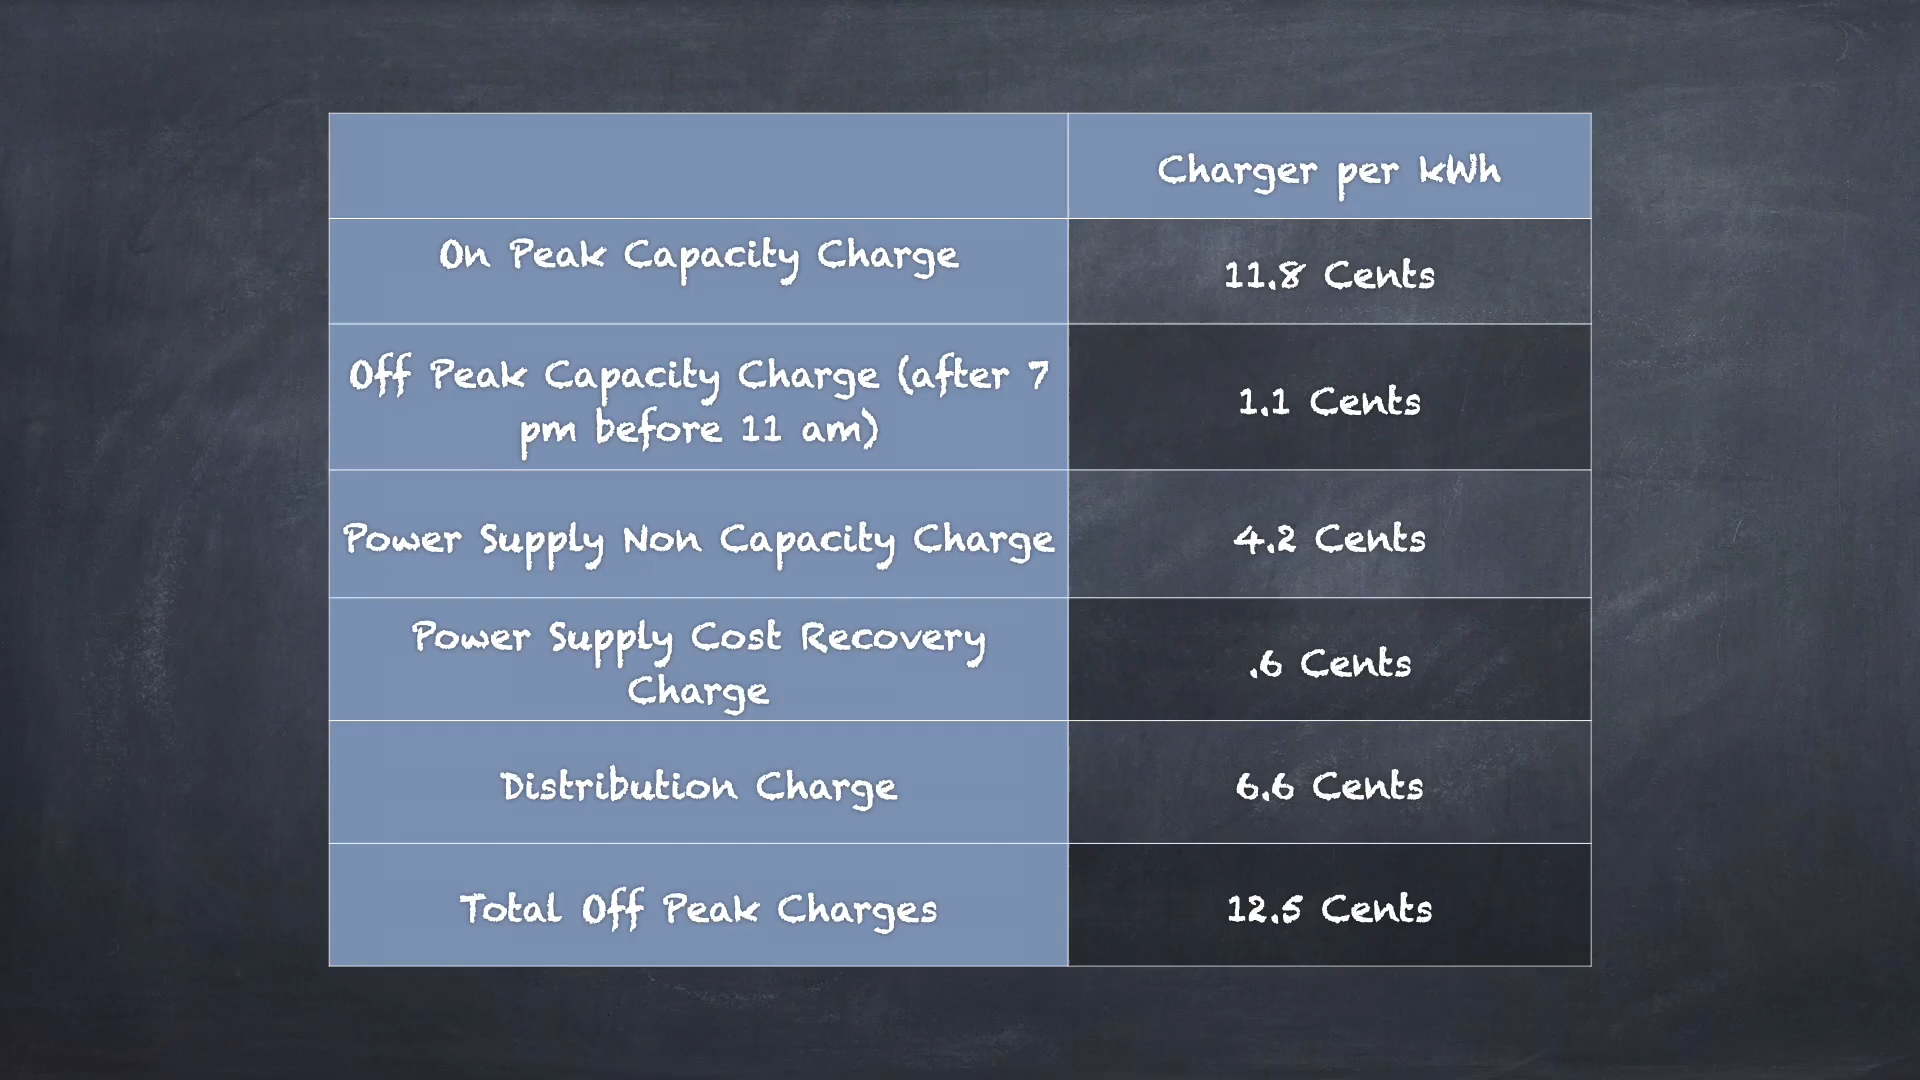 Charger per kWh
On Peak Capacity Charge
11.8 Cents
Off Peak Capacity Charge (after 7
pm before 11 am)
1.1 Cents
Power Supply Non Capacity Charge
4.2 Cents
Power Supply Cost Recovery
Charge
.6 Cents
Distribution Charge
6.6 Cents
Total Off Peak Charges
12.5 Cents